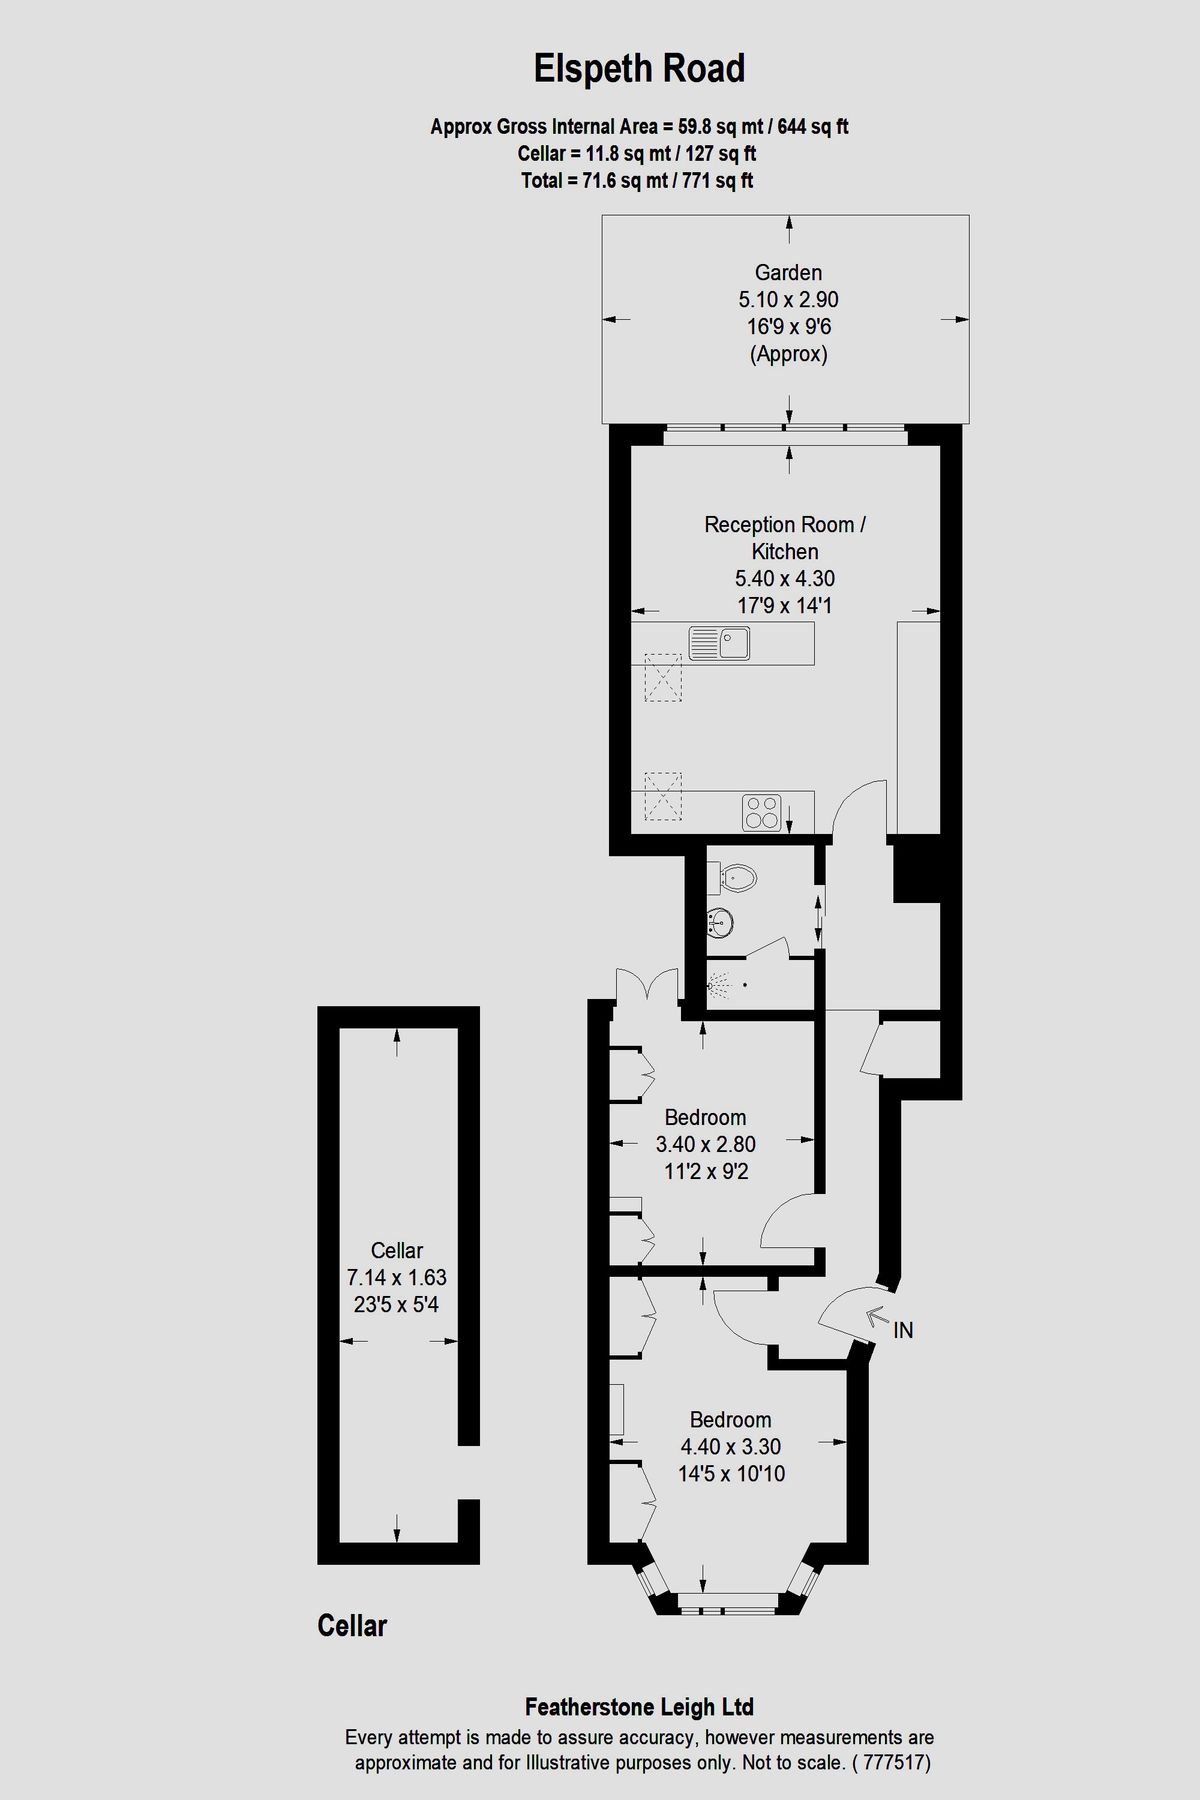 Elspeth Road
Approx Gross Internal Area = 59.8 sq mt / 644 sq ft
Cellar = 11.8 sq mt / 127 sq ft
Total = 71.6 sq mt / 771 sq ft
Garden
5.10 x 2.90
16'9 x 9'6
(Approx)
Reception Room /
Kitchen
5.40 x 4.30
17'9 x 14'1
Bedroom
3.40 x 2.80
11'2 x 9'2
Cellar
7.14 x 1.63
23'5 x 5'4
IN
Bedroom
4.40 x 3.30
14'5 x 10'10
Cellar
Featherstone Leigh Ltd
Every attempt is made to assure accuracy, however measurements are
approximate and for Illustrative purposes only. Not to scale. ( 777517)